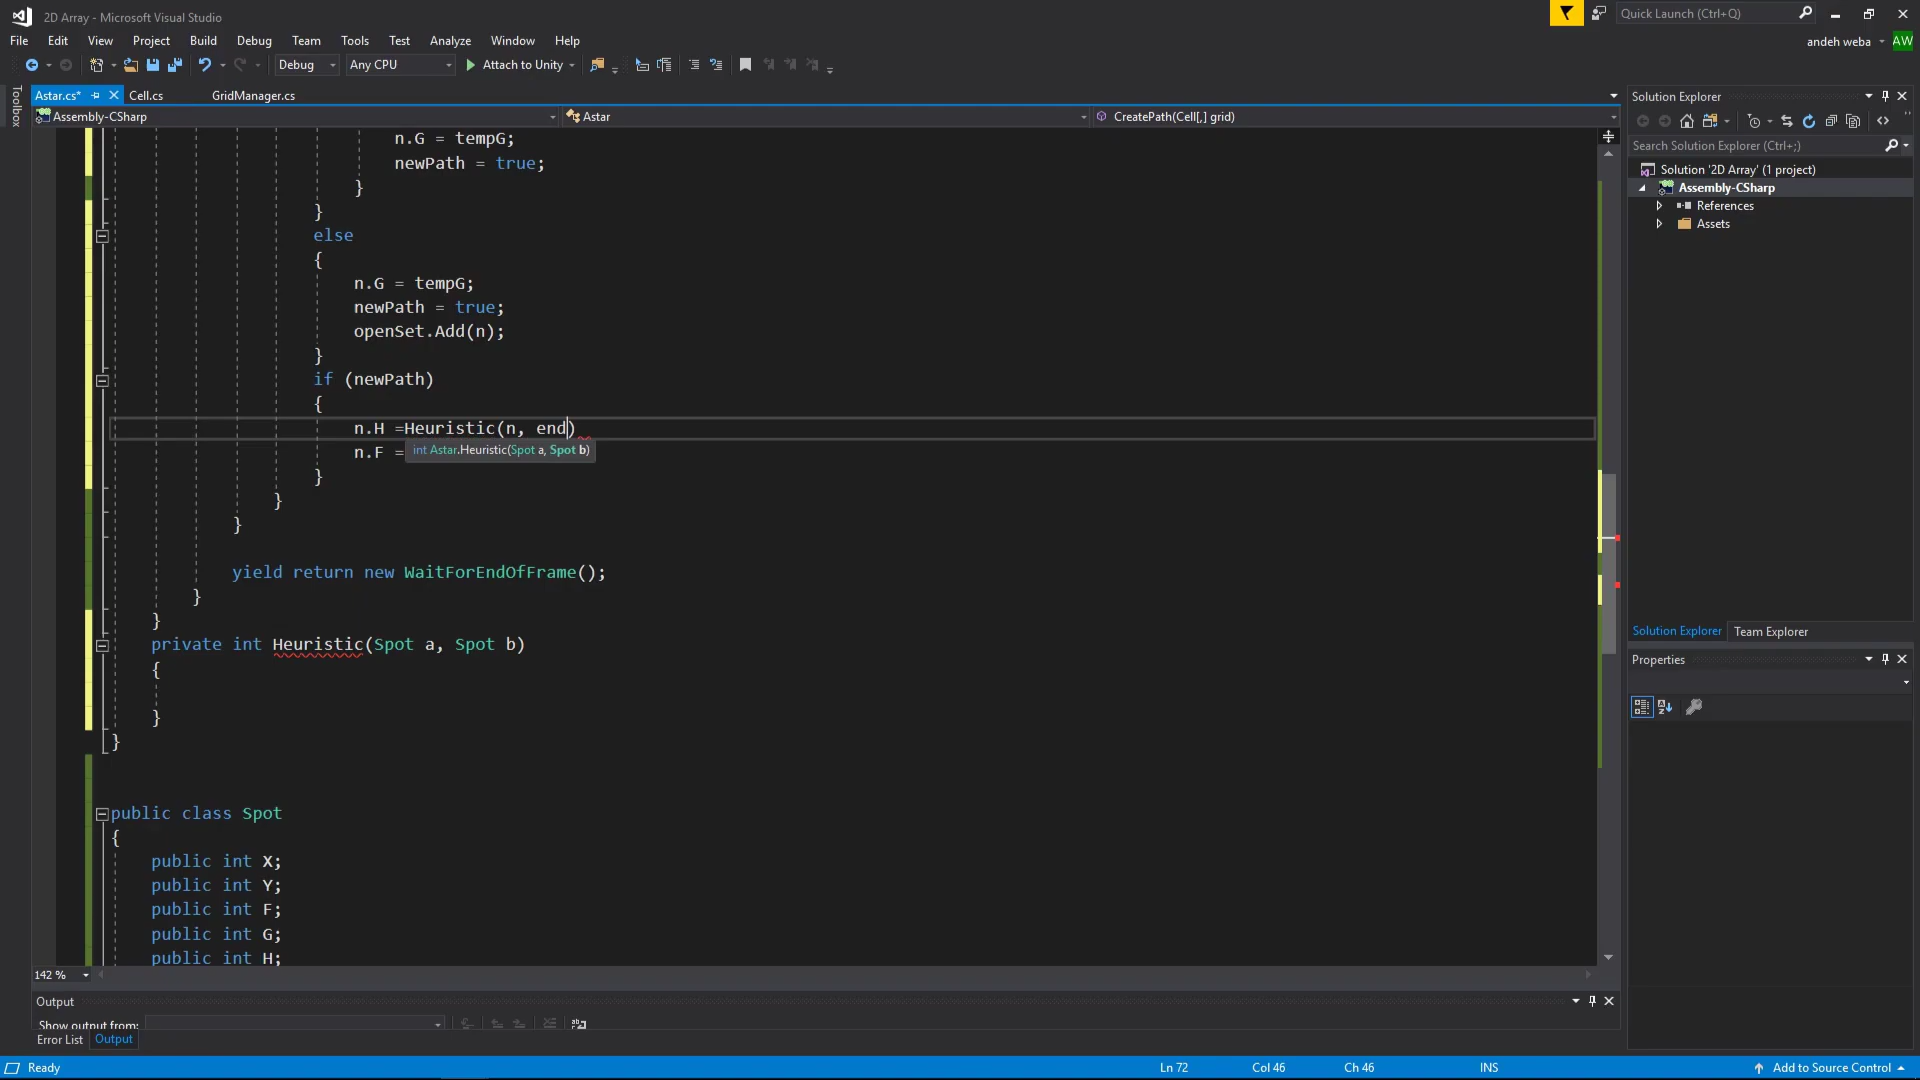 2D Array - Microsoft Visual Studio
Quick Launch (Ctrl+Q)
File Edit View Project Build Debug Team Tools Test Analyze Window Help
andeh weba AW
Debug Any CPU Attach to Unity
Toolbox
Astar.cs* Cell.cs GridManager.cs
Assembly-CSharp Astar CreatePath(Cell[,] grid)
n.G = tempG;
newPath = true;
}
}
else
{
n.G = tempG;
newPath = true;
openSet.Add(n);
}
if (newPath)
{
n.H =Heuristic(n, end)
int Astar.Heuristic(Spot a, Spot b)
n.F =
}
}
}
yield return new WaitForEndOfFrame();
}
}
private int Heuristic(Spot a, Spot b)
{
}
}
public class Spot
{
public int X;
public int Y;
public int F;
public int G;
public int H;
142 %
Output
Show output from:
Error List Output
Solution Explorer
Search Solution Explorer (Ctrl+;)
Solution '2D Array' (1 project)
Assembly-CSharp
References
Assets
Solution Explorer Team Explorer
Properties
Ready Ln 72 Col 46 Ch 46 INS Add to Source Control